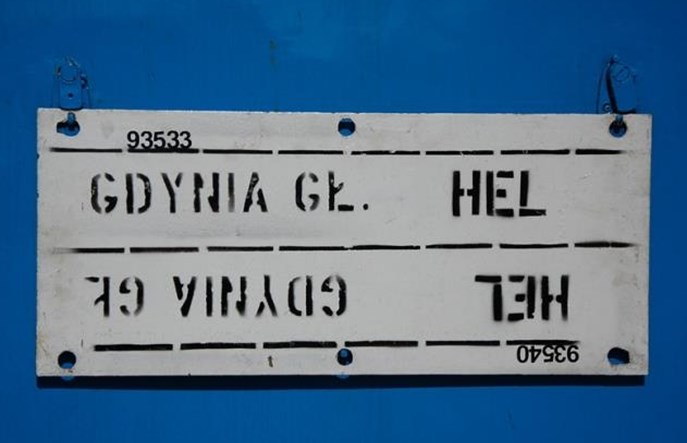 93533
GDYNIA GŁ. HEL
HEL GDYNIA GŁ
93540